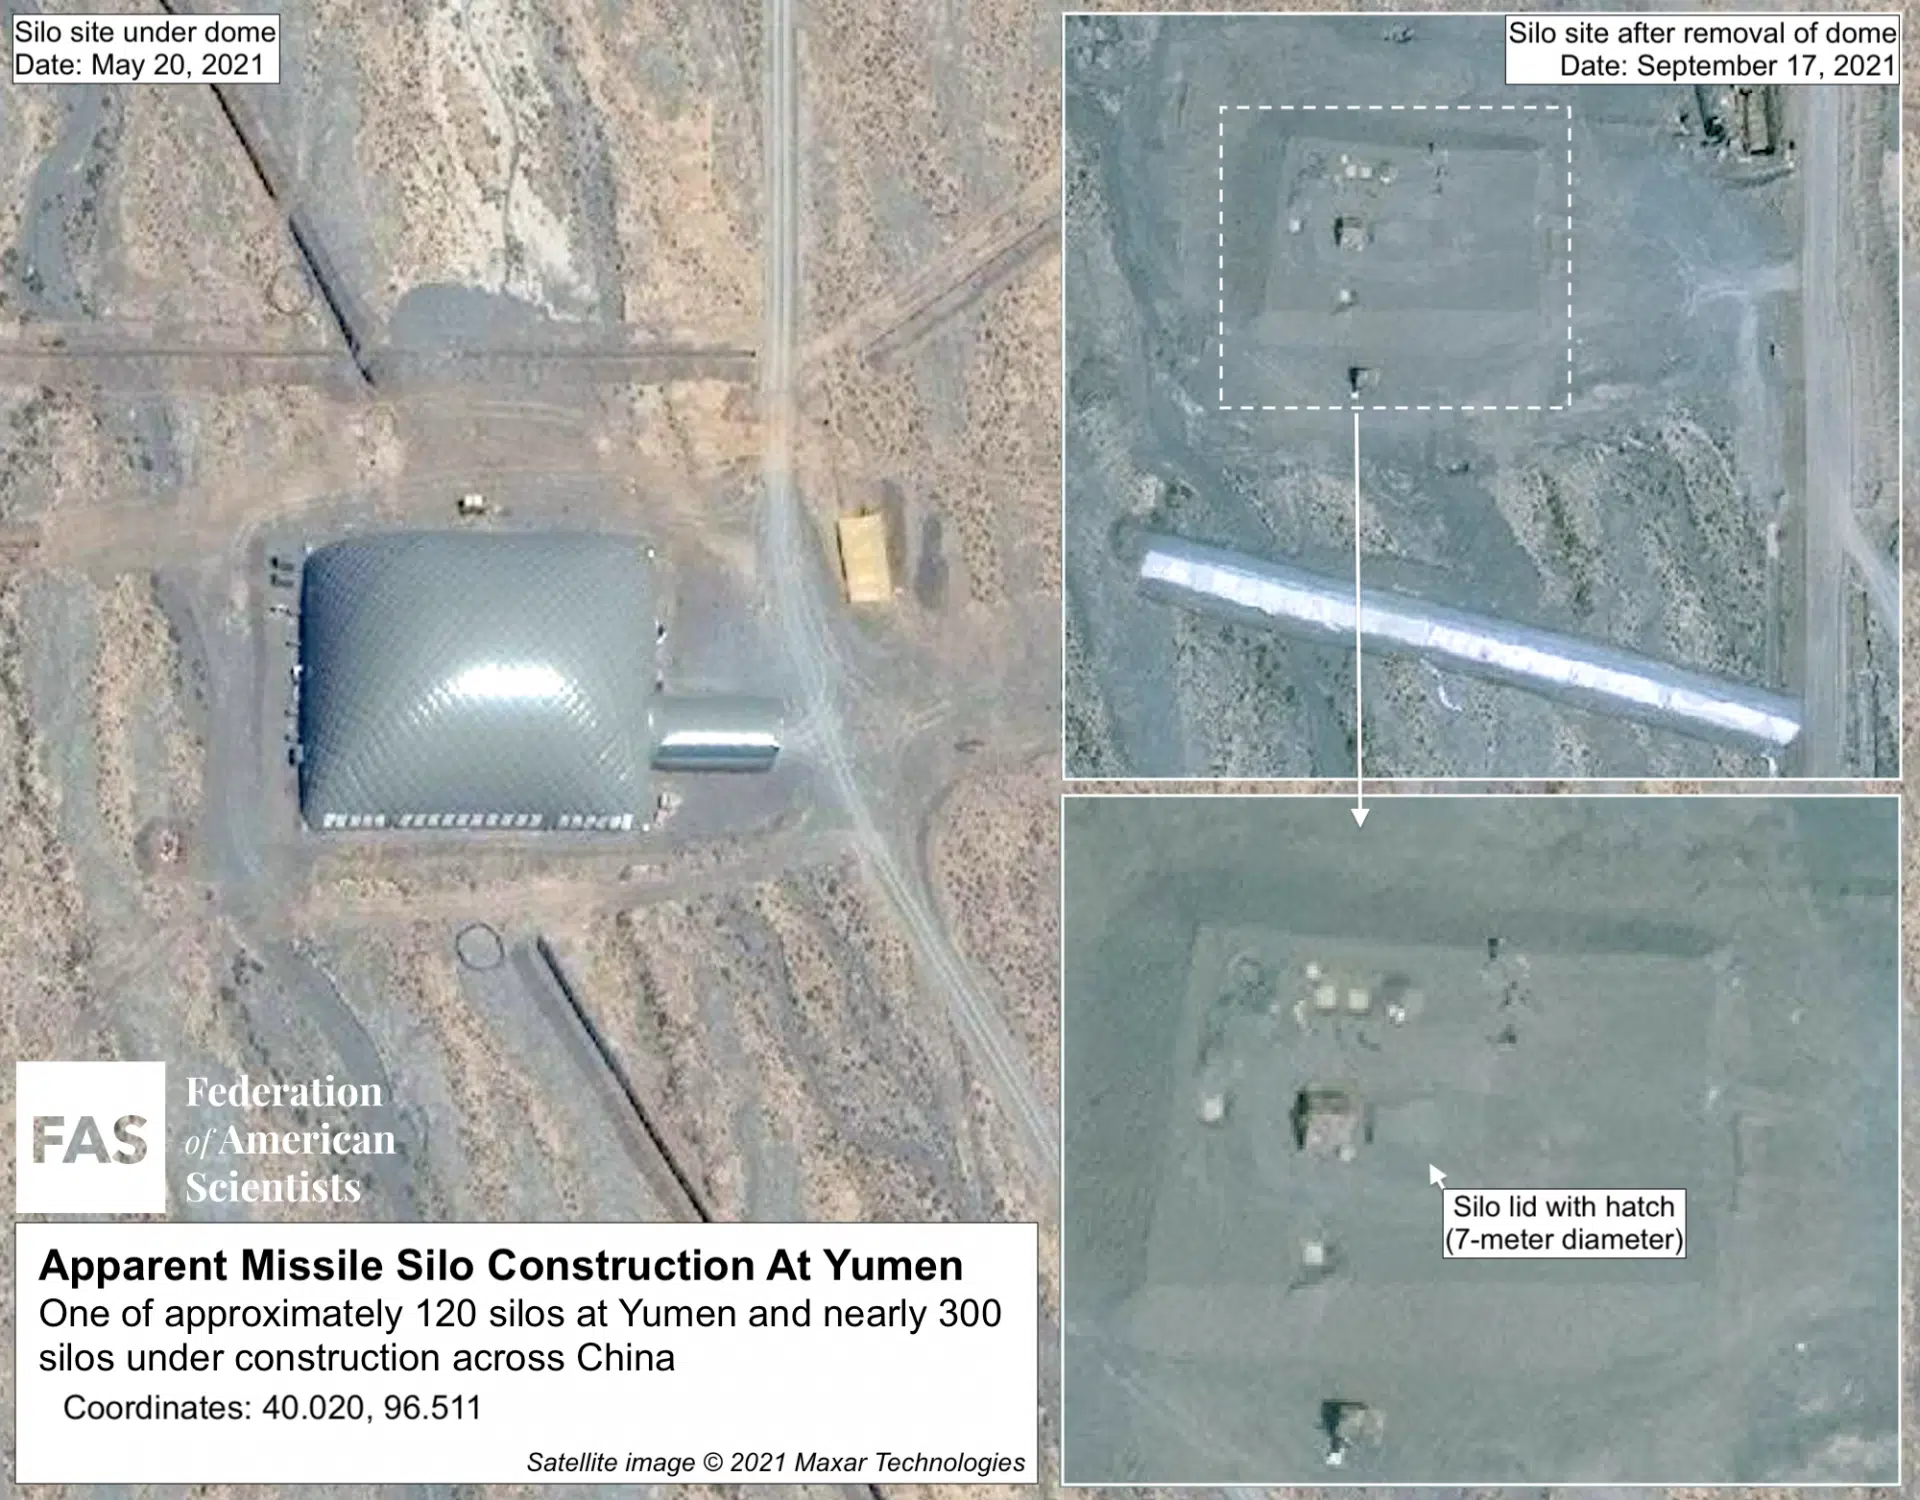 Silo site under dome
Date: May 20, 2021
Silo site after removal of dome
Date: September 17, 2021
Silo lid with hatch
(7-meter diameter)
FAS
Federation
of American
Scientists
Apparent Missile Silo Construction At Yumen
One of approximately 120 silos at Yumen and nearly 300
silos under construction across China
Coordinates: 40.020, 96.511
Satellite image © 2021 Maxar Technologies